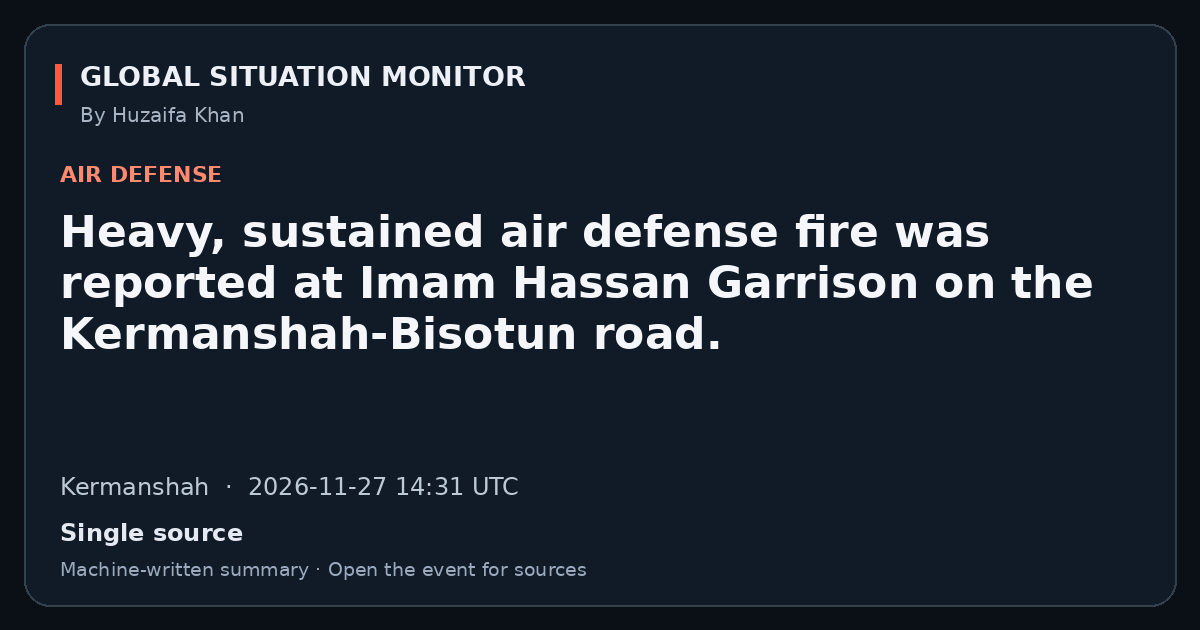 GLOBAL SITUATION MONITOR
By Huzaifa Khan
AIR DEFENSE
Heavy, sustained air defense fire was
reported at Imam Hassan Garrison on the
Kermanshah-Bisotun road.
Kermanshah · 2026-11-27 14:31 UTC
Single source
Machine-written summary · Open the event for sources